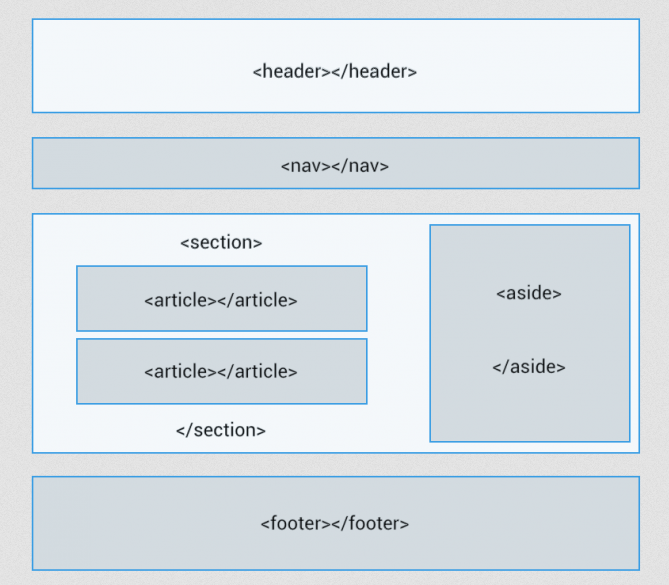 <header></header>
<nav></nav>
<section>
<article></article>
<article></article>
</section>
<aside>
</aside>
<footer></footer>